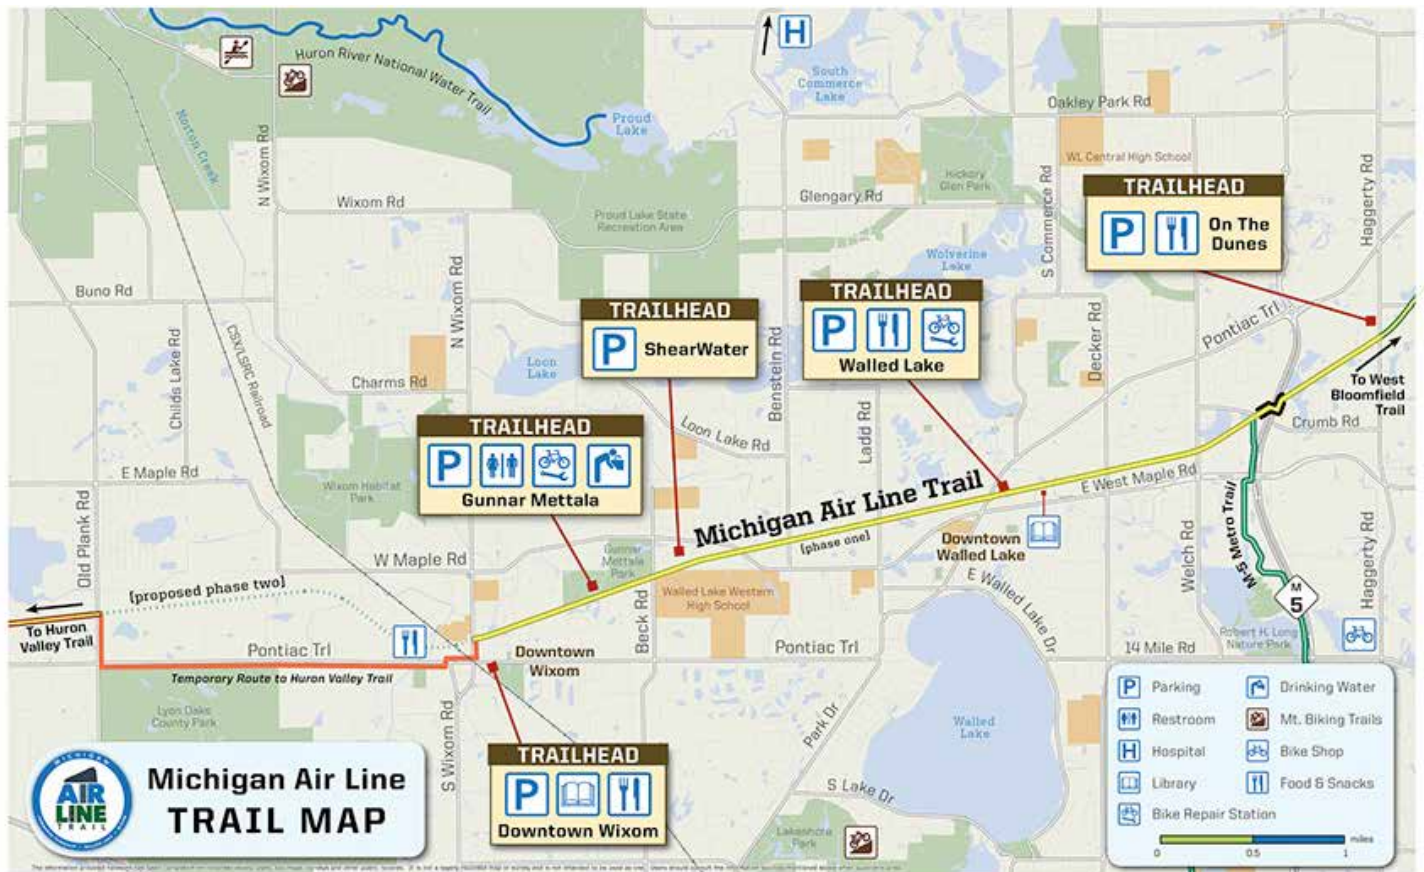 H
South
Commerce
Lake
Huron River National Water Trail
Proud
Lake
Norton Creek
N Wixom Rd
Oakley Park Rd
WL Central High School
Hickory
Glen Park
Glengary Rd
Wixom Rd
Proud Lake State
Recreation Area
S Commerce Rd
Haggerty Rd
TRAILHEAD
P
On The
Dunes
Wolverine
Lake
Buno Rd
N Wixom Rd
TRAILHEAD
P
ShearWater
TRAILHEAD
P
Walled Lake
Benstein Rd
Decker Rd
Pontiac Trl
Childs Lake Rd
CSX/LSRC Railroad
Loon
Lake
Charms Rd
To West
Bloomfield
Trail
Crumb Rd
Loon Lake Rd
Ladd Rd
TRAILHEAD
P
Gunnar Mettala
E Maple Rd
Wixom Habitat
Park
Michigan Air Line Trail
[phase one]
E West Maple Rd
Old Plank Rd
W Maple Rd
Gunnar
Mettala
Park
Downtown
Walled Lake
Welch Rd
M-5 Metro Trail
Haggerty Rd
M
5
[proposed phase two]
To Huron
Valley Trail
Walled Lake Western
High School
Beck Rd
E Walled Lake Dr
Pontiac Trl
Temporary Route to Huron Valley Trail
Downtown
Wixom
Pontiac Trl
14 Mile Rd
Robert H. Long
Nature Park
Lyon Oaks
County Park
S Wixom Rd
Park Dr
Walled
Lake
S Lake Dr
Lakeshore
Park
TRAILHEAD
P
Downtown Wixom
MICHIGAN
AIR
LINE
TRAIL
Michigan Air Line
TRAIL MAP
P Parking
Drinking Water
Restroom
Mt. Biking Trails
H Hospital
Bike Shop
Library
Food & Snacks
Bike Repair Station
miles
0 0.5 1